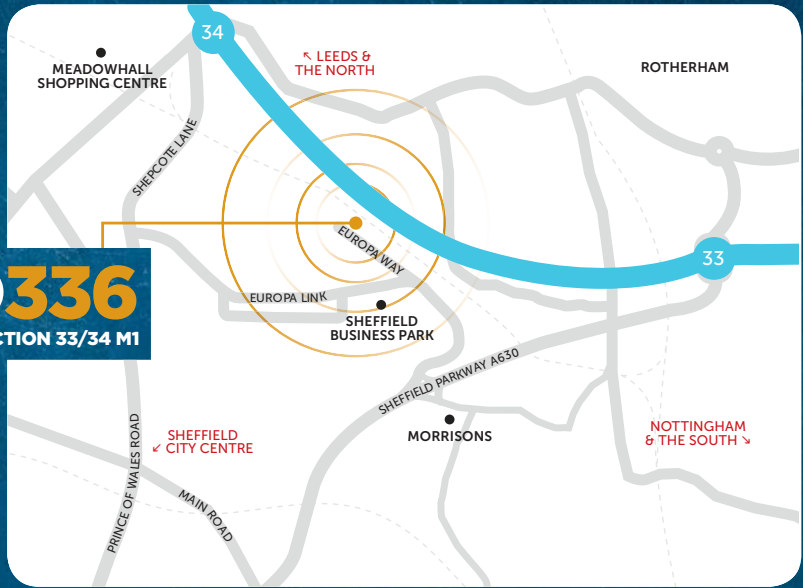 34
MEADOWHALL
SHOPPING CENTRE
↖ LEEDS &
THE NORTH
ROTHERHAM
SHEPCOTE LANE
EUROPA WAY
33
336
CTION 33/34 M1
EUROPA LINK
SHEFFIELD
BUSINESS PARK
SHEFFIELD PARKWAY A630
MORRISONS
SHEFFIELD
↙ CITY CENTRE
NOTTINGHAM
& THE SOUTH ↘
PRINCE OF WALES ROAD
MAIN ROAD